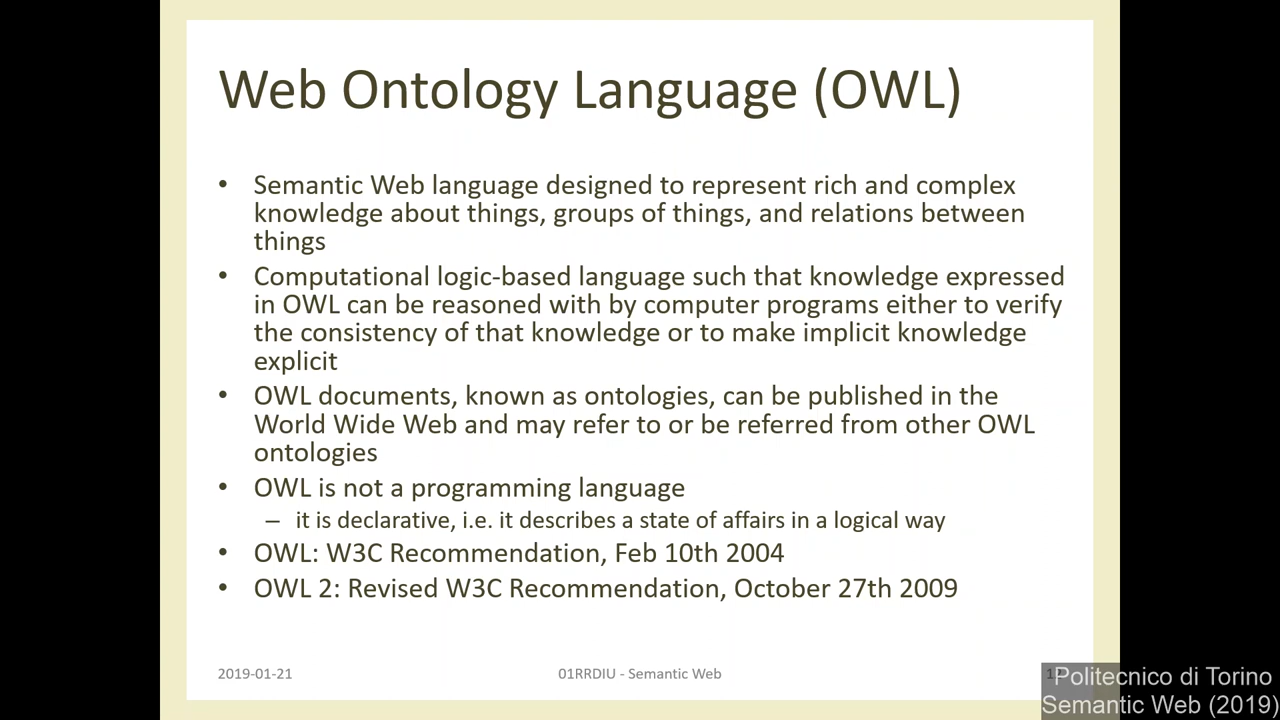 Web Ontology Language (OWL)
• Semantic Web language designed to represent rich and complex
knowledge about things, groups of things, and relations between
things
• Computational logic-based language such that knowledge expressed
in OWL can be reasoned with by computer programs either to verify
the consistency of that knowledge or to make implicit knowledge
explicit
• OWL documents, known as ontologies, can be published in the
World Wide Web and may refer to or be referred from other OWL
ontologies
• OWL is not a programming language
– it is declarative, i.e. it describes a state of affairs in a logical way
• OWL: W3C Recommendation, Feb 10th 2004
• OWL 2: Revised W3C Recommendation, October 27th 2009
2019-01-21
01RRDIU - Semantic Web
Politecnico di Torino
Semantic Web (2019)